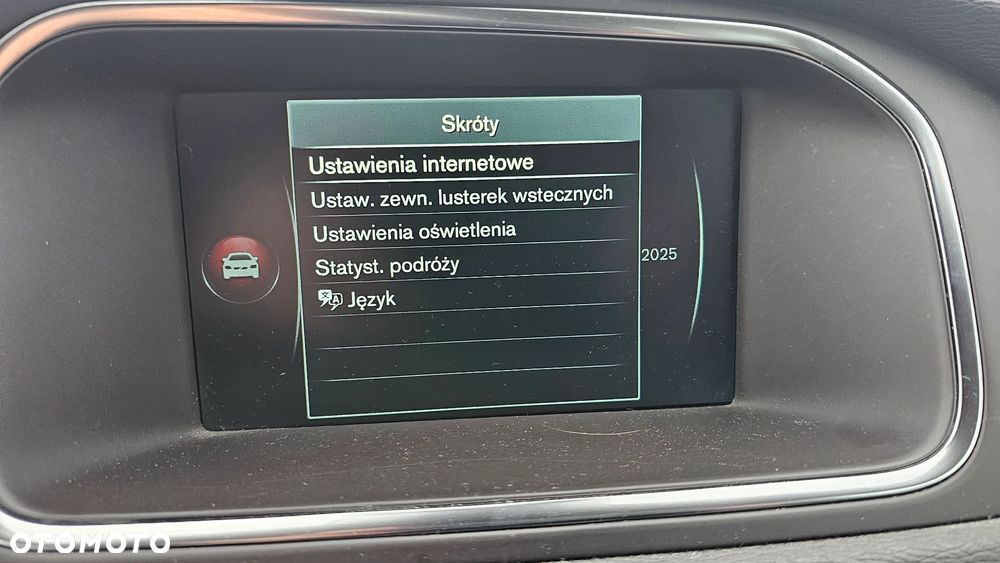 Skróty
Ustawienia internetowe
Ustaw. zewn. lusterek wstecznych
Ustawienia oświetlenia
Statyst. podróży
2025
Język
OTOMOTO